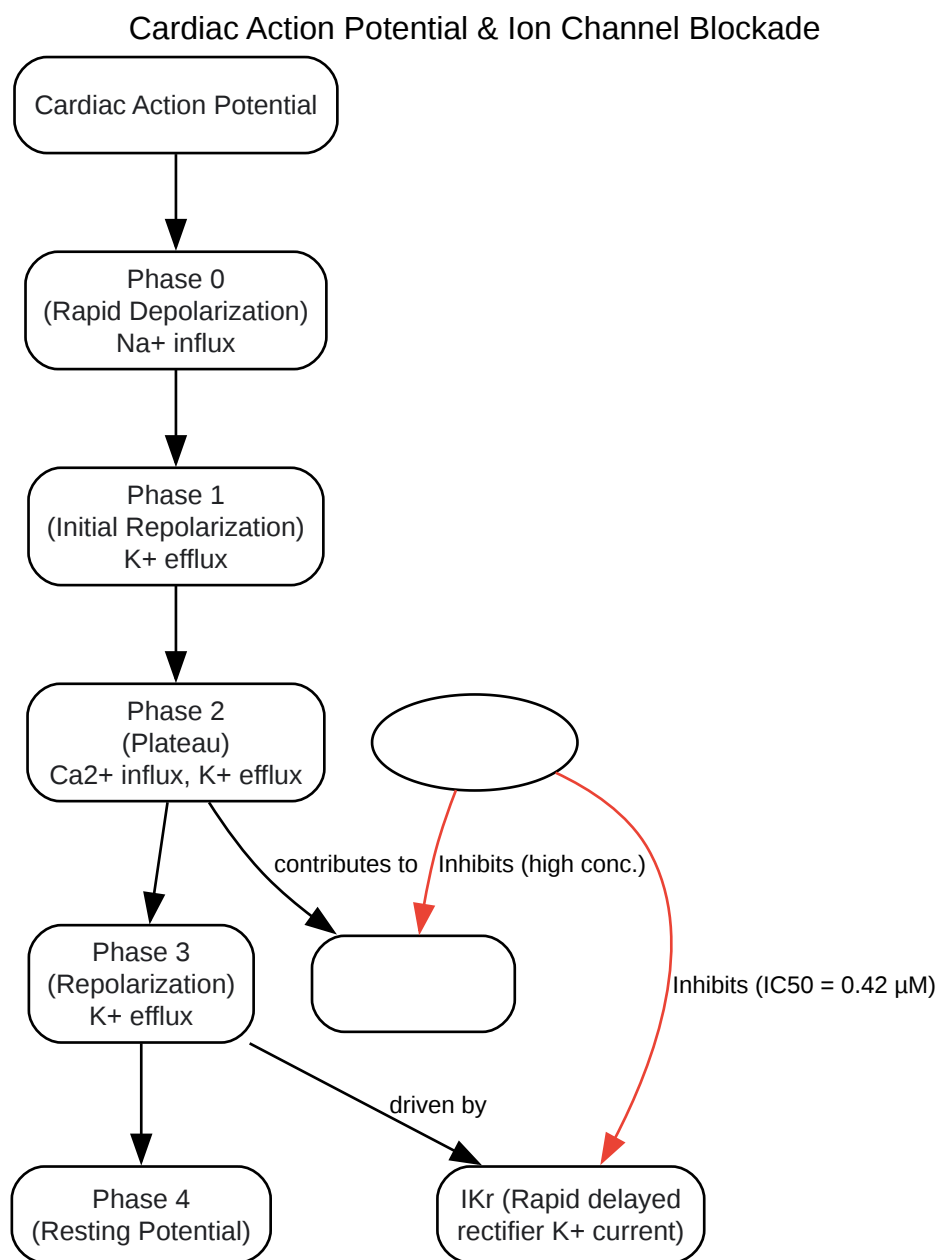 Cardiac Action Potential & Ion Channel Blockade
Cardiac Action Potential
Phase 0
(Rapid Depolarization)
Na+ influx
Phase 1
(Initial Repolarization)
K+ efflux
Phase 2
(Plateau)
Ca2+ influx, K+ efflux
contributes to
Inhibits (high conc.)
Phase 3
(Repolarization)
K+ efflux
Inhibits (IC50 = 0.42 µM)
driven by
Phase 4
(Resting Potential)
IKr (Rapid delayed
rectifier K+ current)